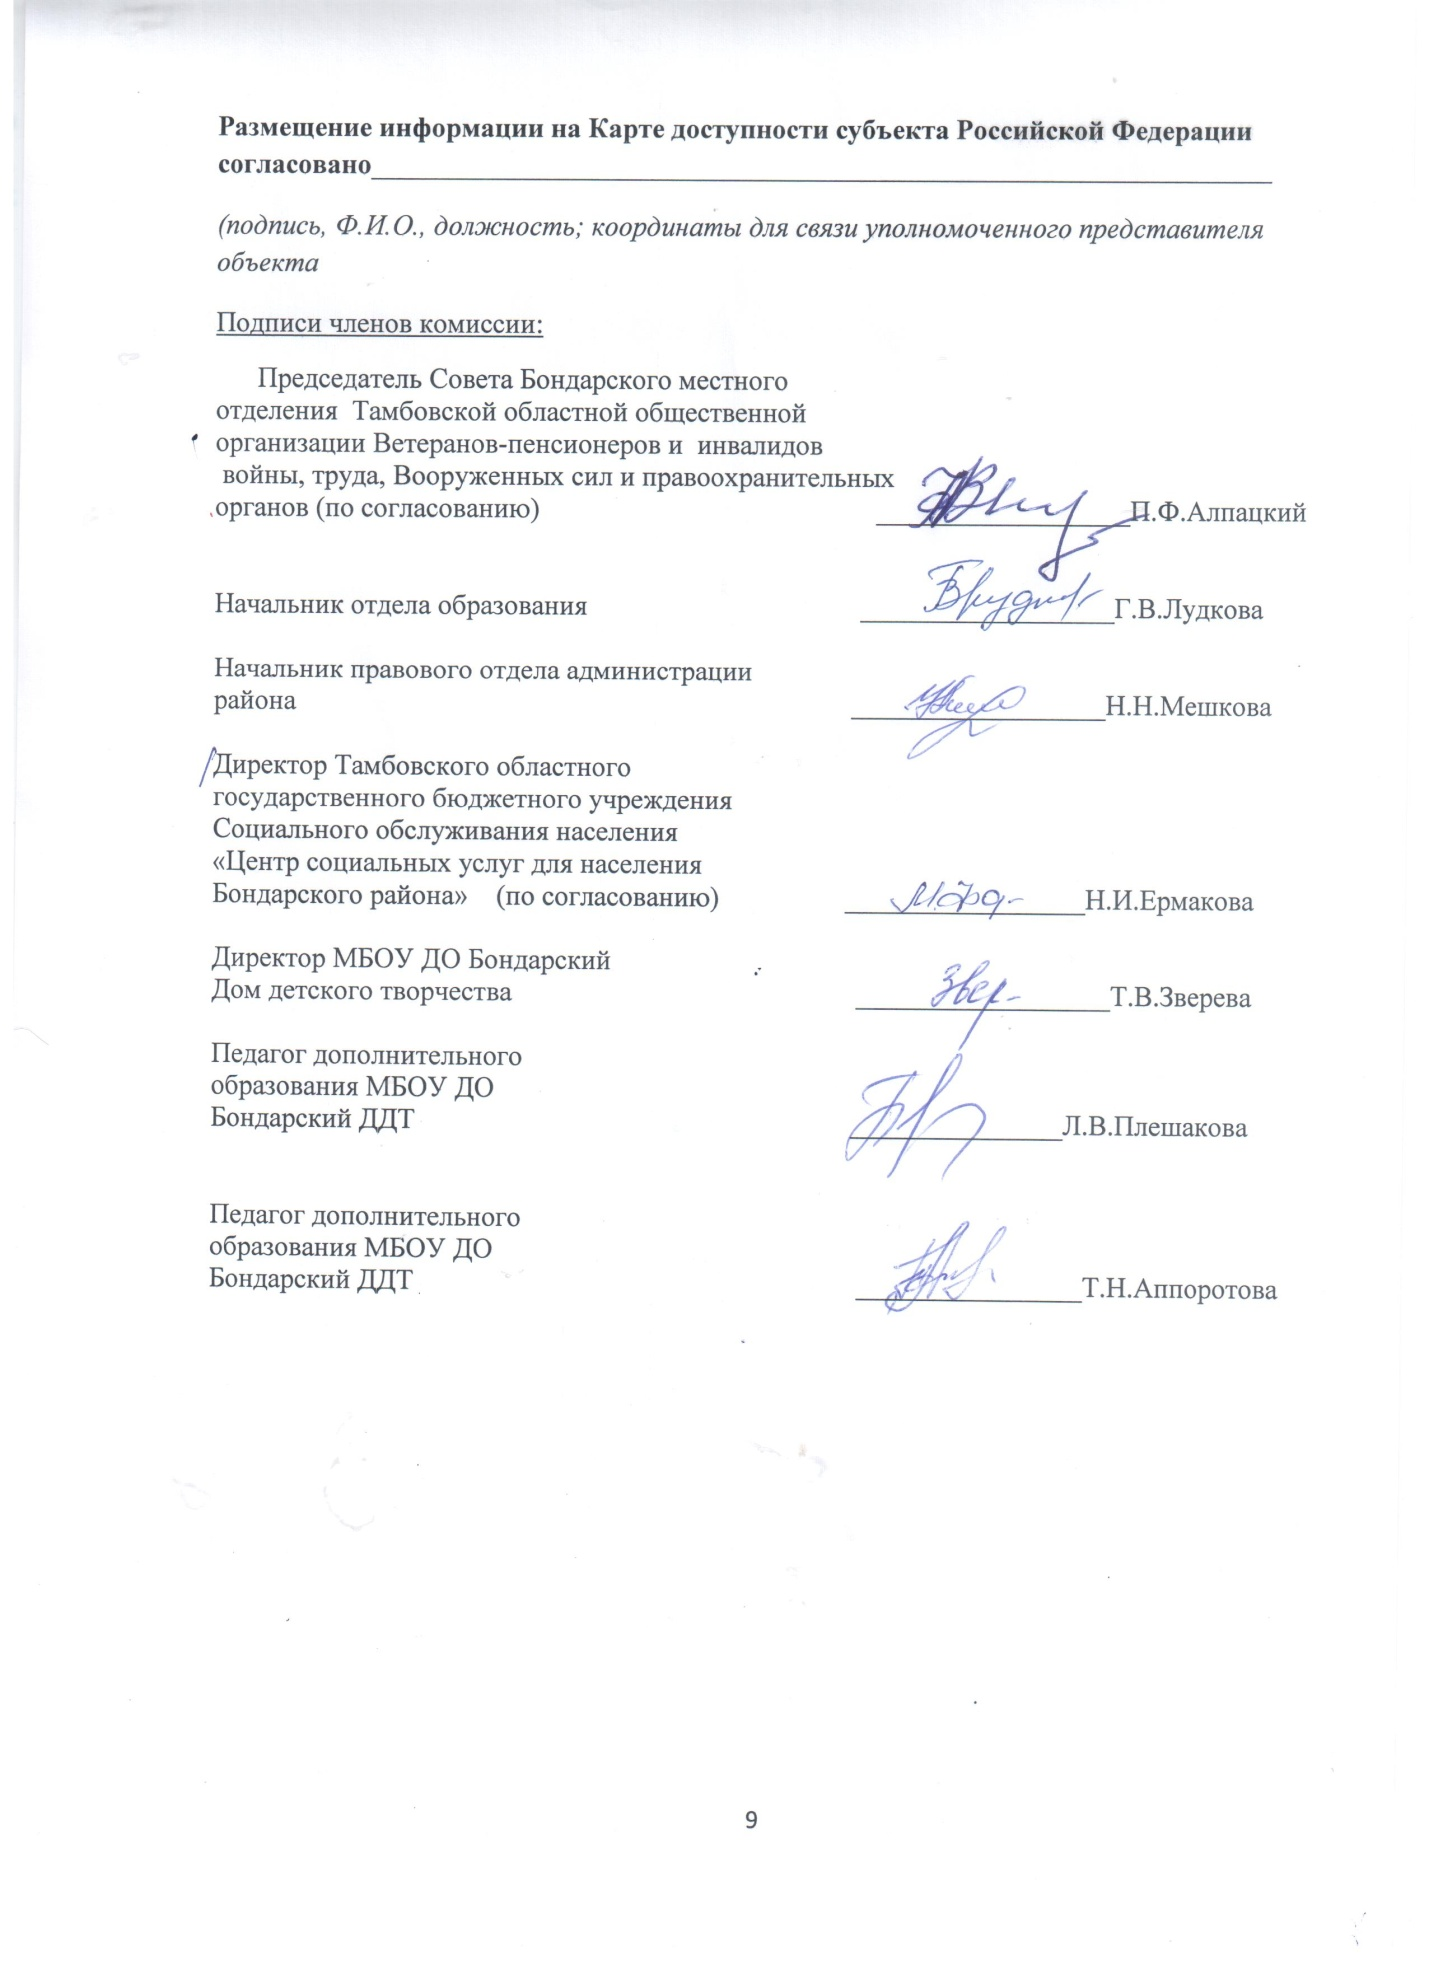 Размещение информации на Карте доступности субъекта Российской Федерации
согласовано
(подпись, Ф.И.О., должность; координаты для связи уполномоченного представителя
объекта
Подписи членов комиссии:
Председатель Совета Бондарского местного
отделения Тамбовской областной общественной
организации Ветеранов-пенсионеров и инвалидов
войны, труда, Вооруженных сил и правоохранительных
органов (по согласованию) П.Ф.Алпацкий
Начальник отдела образования Г.В.Лудкова
Начальник правового отдела администрации
района Н.Н.Мешкова
Директор Тамбовского областного
государственного бюджетного учреждения
Социального обслуживания населения
«Центр социальных услуг для населения
Бондарского района» (по согласованию) Н.И.Ермакова
Директор МБОУ ДО Бондарский
Дом детского творчества Т.В.Зверева
Педагог дополнительного
образования МБОУ ДО
Бондарский ДДТ Л.В.Плешакова
Педагог дополнительного
образования МБОУ ДО
Бондарский ДДТ Т.Н.Аппоротова
9